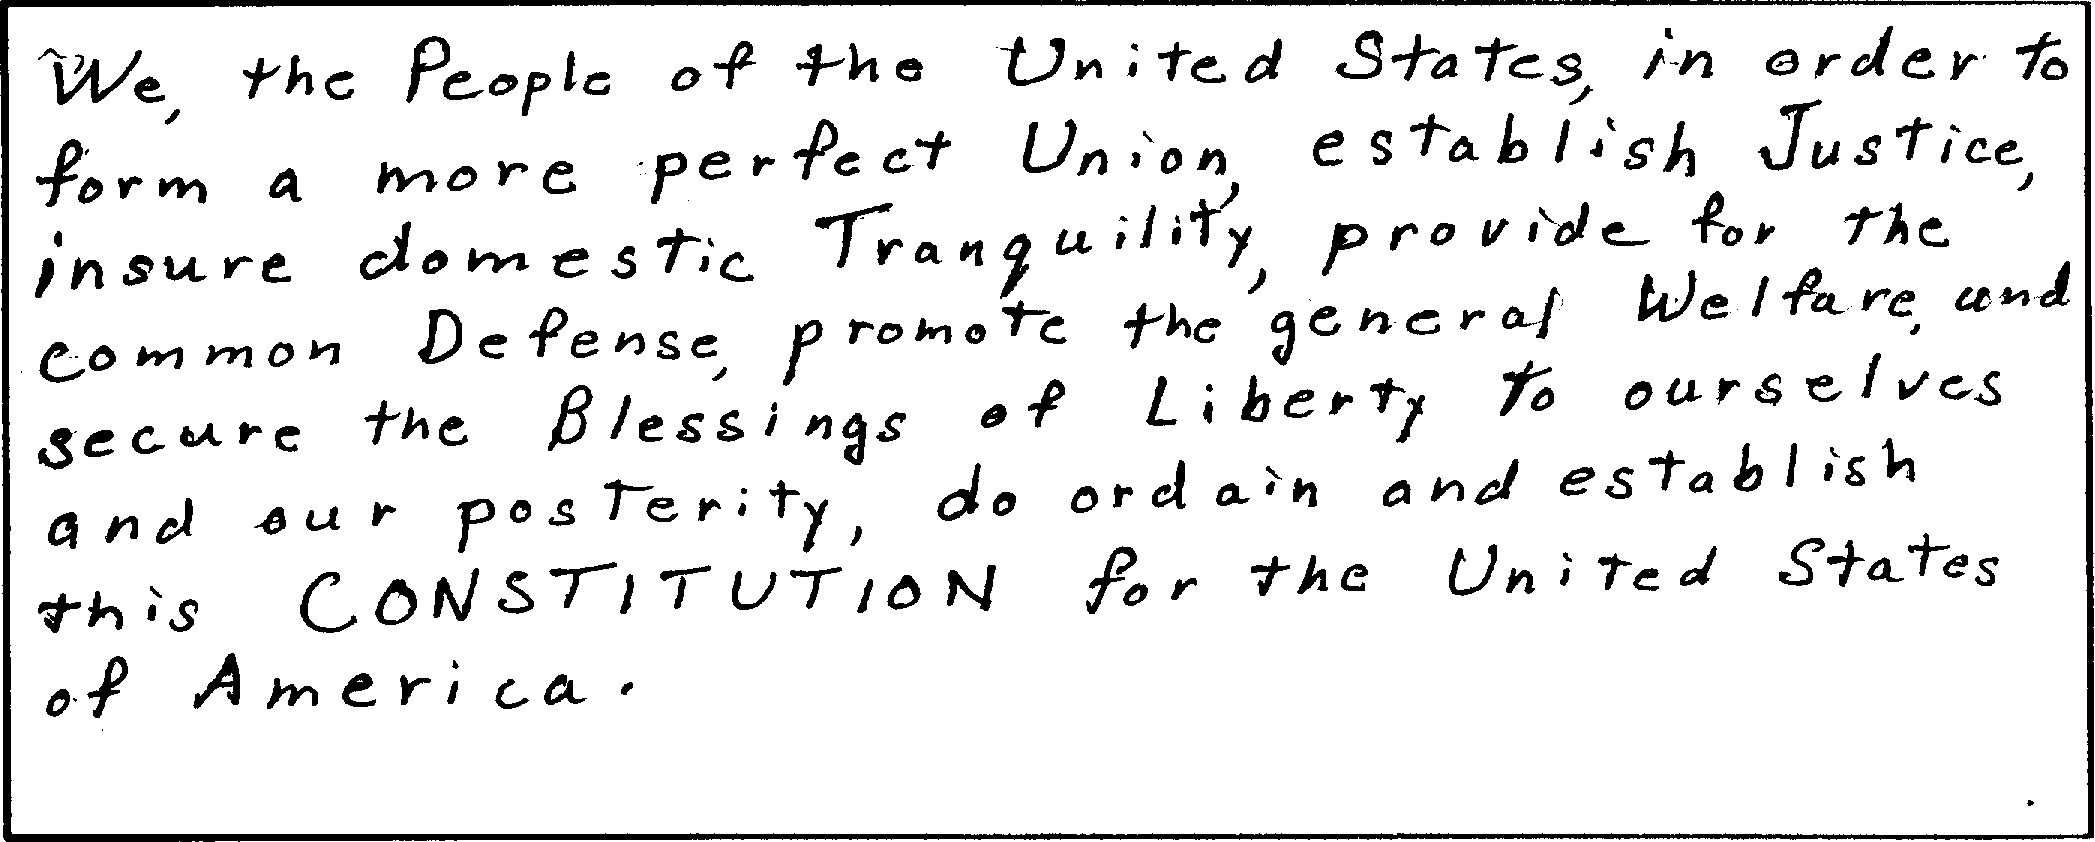 We, the People of the United States, in order to
form a more perfect Union, establish Justice,
insure domestic Tranquility, provide for the
common Defense, promote the general Welfare, and
secure the Blessings of Liberty to ourselves
and our posterity, do ordain and establish
this CONSTITUTION for the United States
of America.